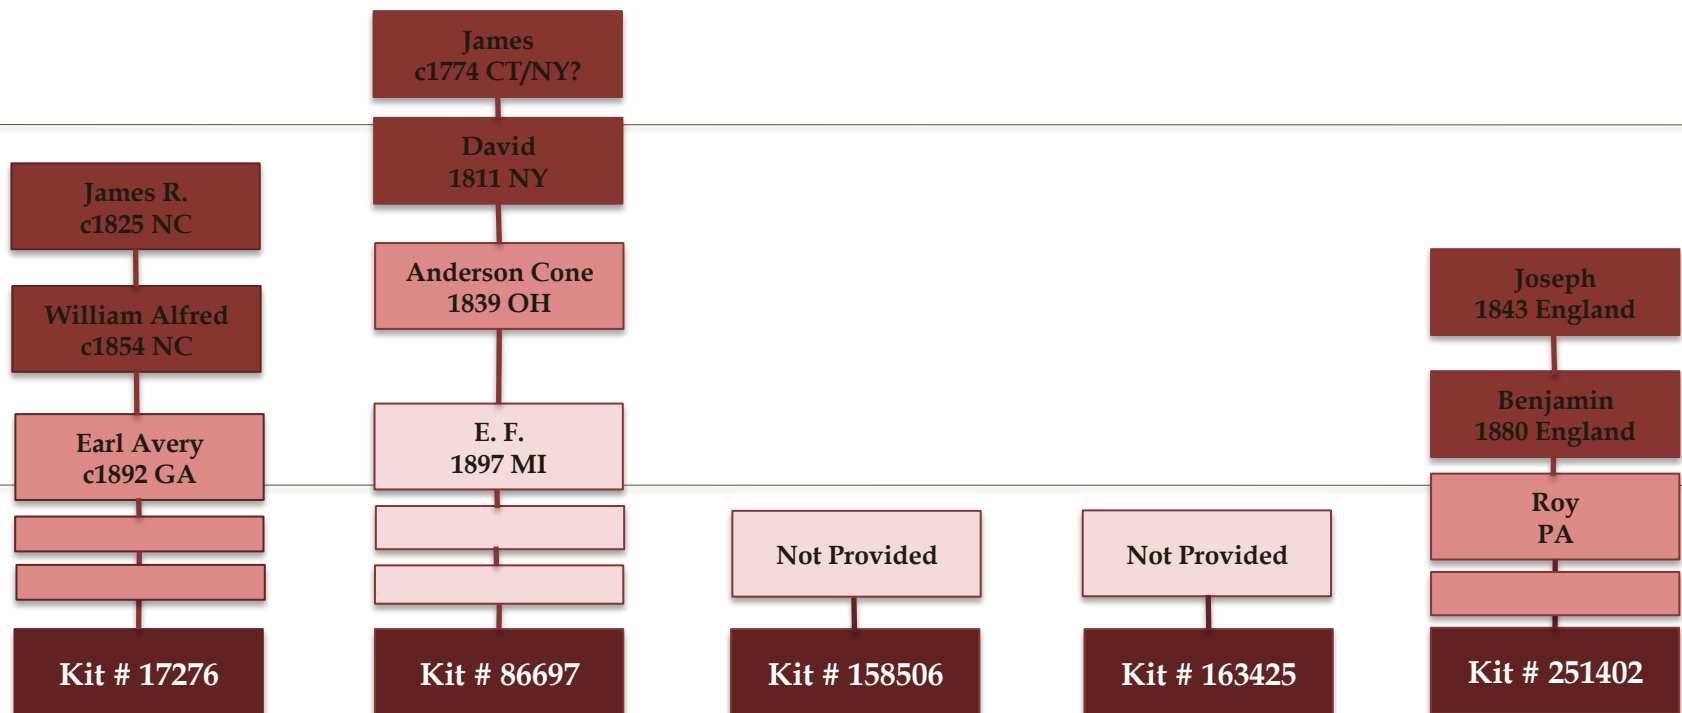 James
c1774 CT/NY?
David
1811 NY
James R.
c1825 NC
Anderson Cone
1839 OH
Joseph
1843 England
William Alfred
c1854 NC
Benjamin
1880 England
Earl Avery
c1892 GA
E. F.
1897 MI
Roy
PA
Not Provided
Not Provided
Kit # 17276
Kit # 86697
Kit # 158506
Kit # 163425
Kit # 251402